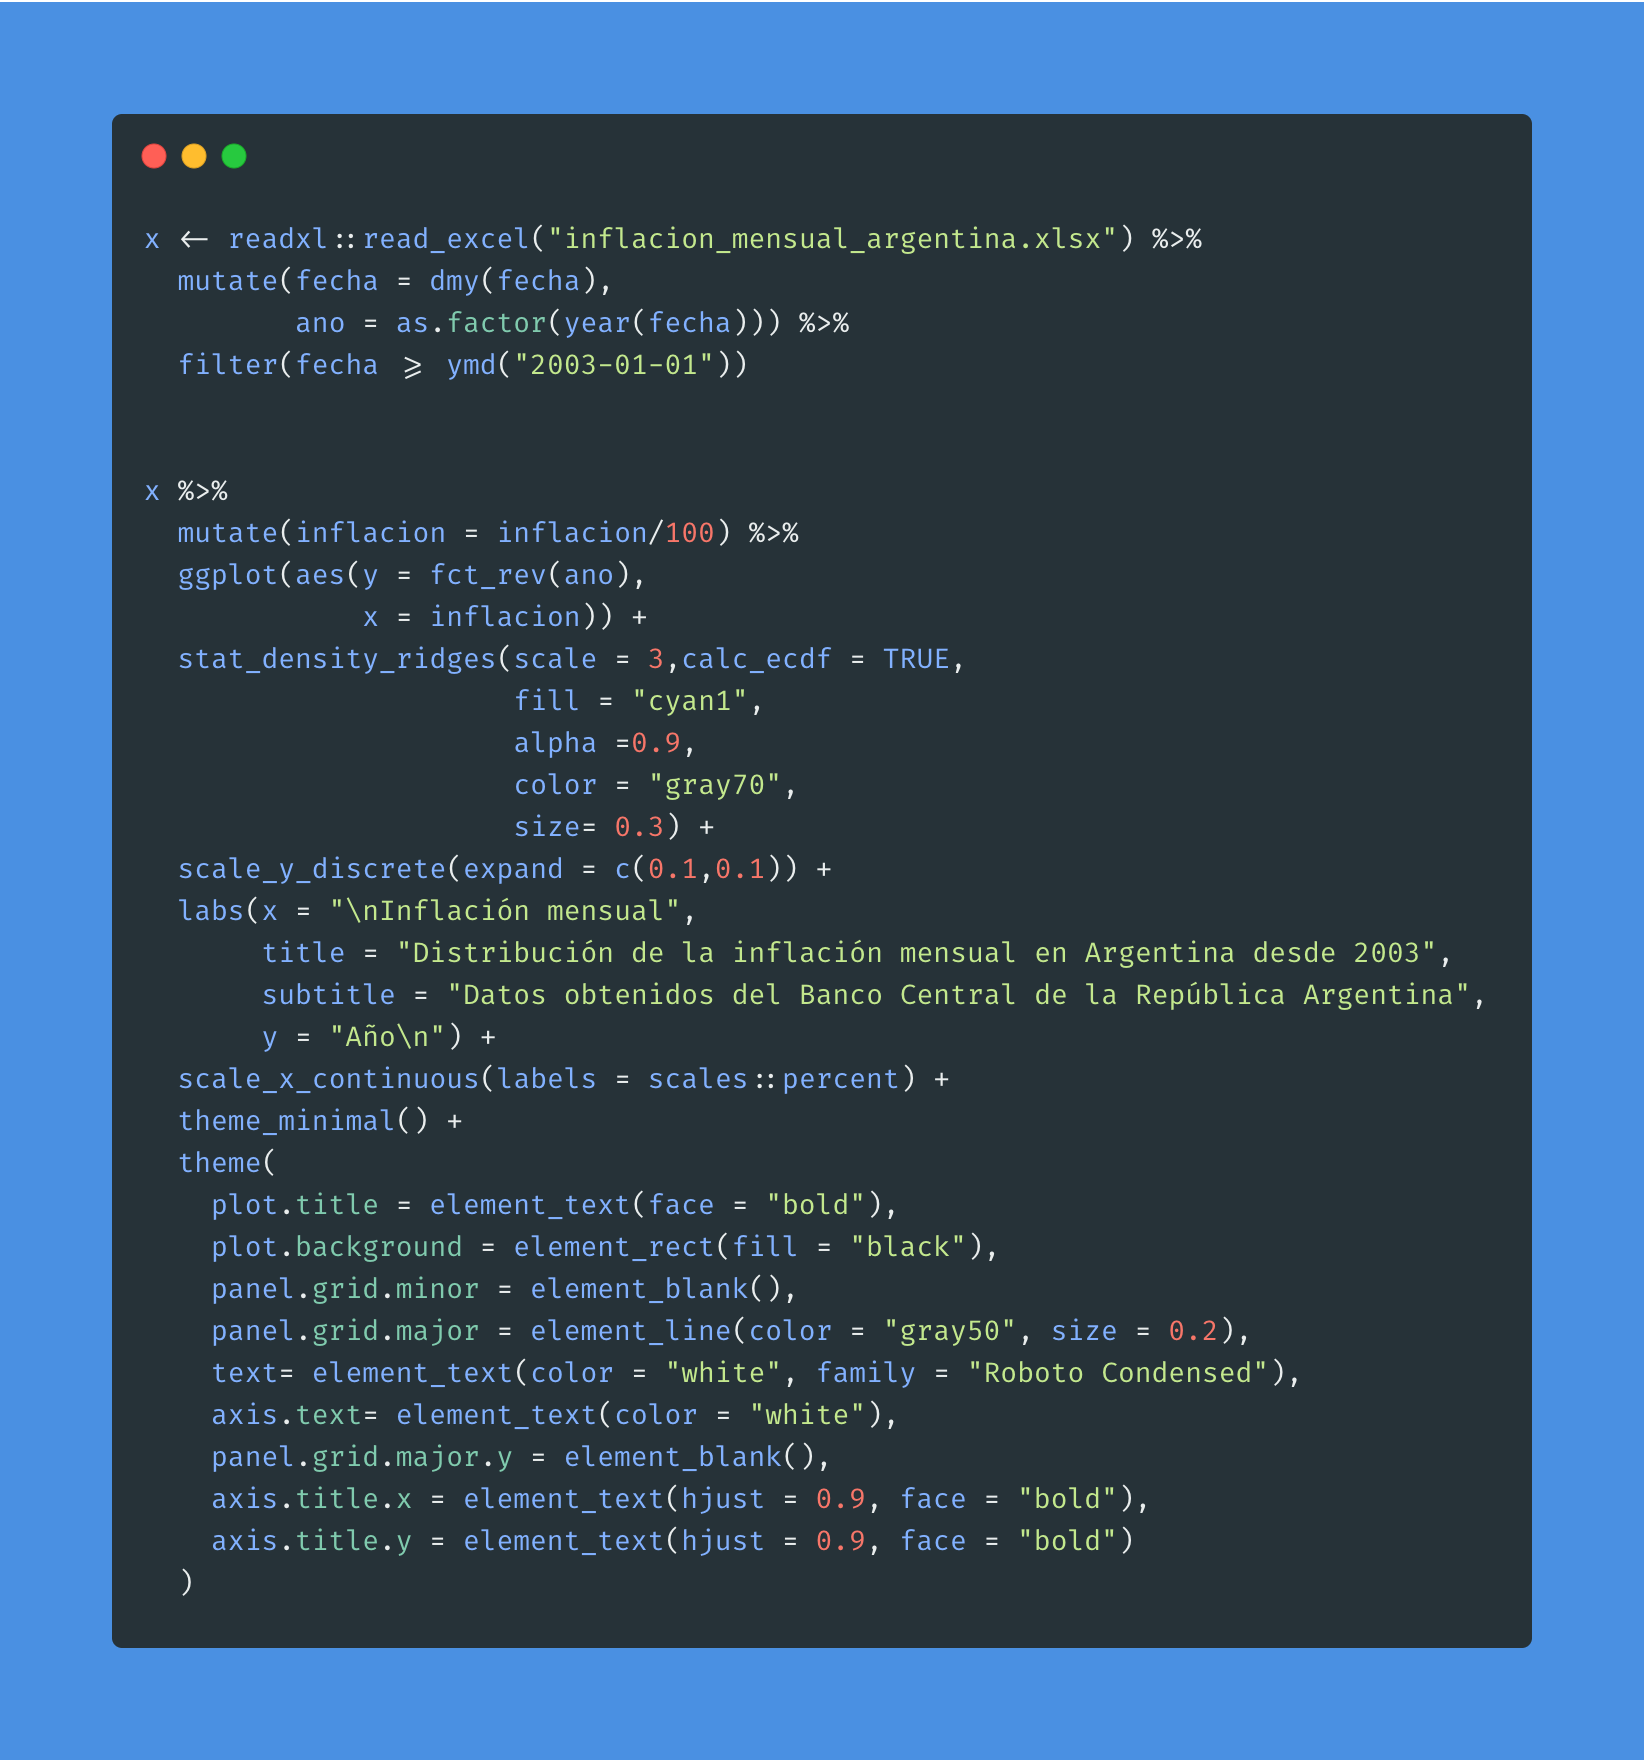 x <- readxl::read_excel("inflacion_mensual_argentina.xlsx") %>%
  mutate(fecha = dmy(fecha),
         ano = as.factor(year(fecha))) %>%
  filter(fecha >= ymd("2003-01-01"))
x %>%
  mutate(inflacion = inflacion/100) %>%
  ggplot(aes(y = fct_rev(ano),
             x = inflacion)) +
  stat_density_ridges(scale = 3,calc_ecdf = TRUE,
                      fill = "cyan1",
                      alpha =0.9,
                      color = "gray70",
                      size= 0.3) +
  scale_y_discrete(expand = c(0.1,0.1)) +
  labs(x = "\nInflación mensual",
       title = "Distribución de la inflación mensual en Argentina desde 2003",
       subtitle = "Datos obtenidos del Banco Central de la República Argentina",
       y = "Año\n") +
  scale_x_continuous(labels = scales::percent) +
  theme_minimal() +
  theme(
    plot.title = element_text(face = "bold"),
    plot.background = element_rect(fill = "black"),
    panel.grid.minor = element_blank(),
    panel.grid.major = element_line(color = "gray50", size = 0.2),
    text= element_text(color = "white", family = "Roboto Condensed"),
    axis.text= element_text(color = "white"),
    panel.grid.major.y = element_blank(),
    axis.title.x = element_text(hjust = 0.9, face = "bold"),
    axis.title.y = element_text(hjust = 0.9, face = "bold")
  )